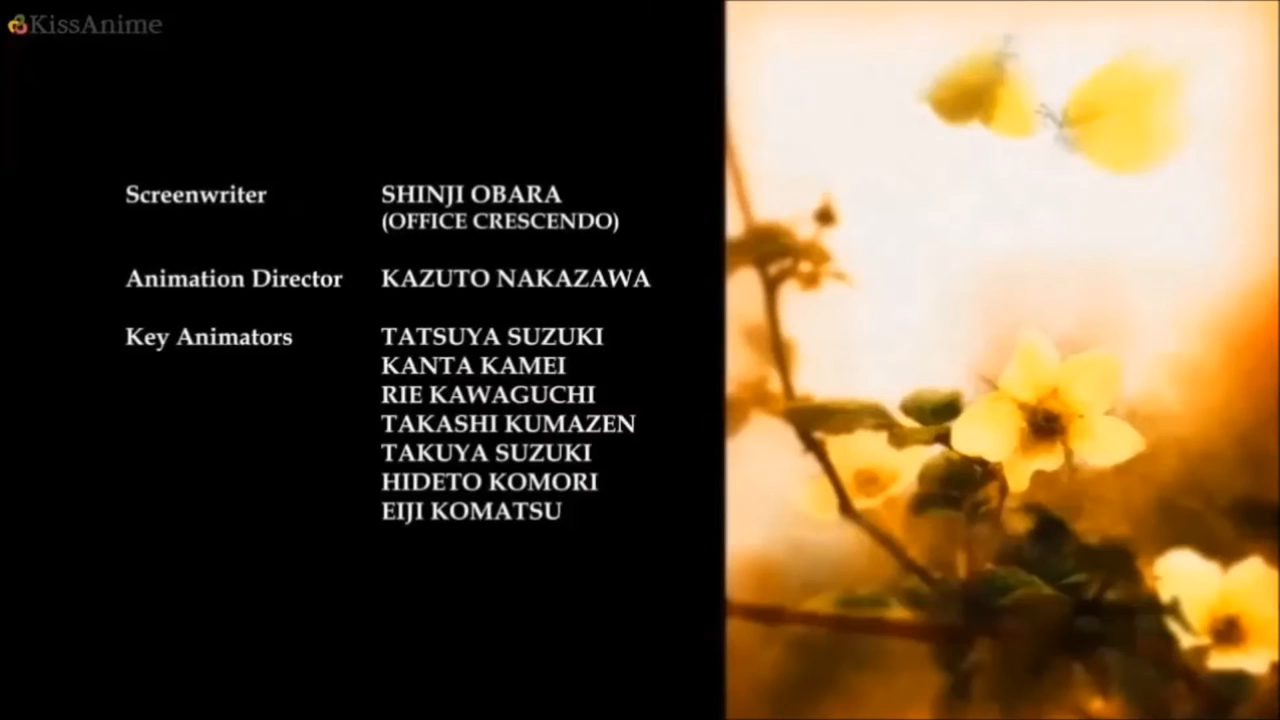 KissAnime
Screenwriter SHINJI OBARA
(OFFICE CRESCENDO)
Animation Director KAZUTO NAKAZAWA
Key Animators TATSUYA SUZUKI
KANTA KAMEI
RIE KAWAGUCHI
TAKASHI KUMAZEN
TAKUYA SUZUKI
HIDETO KOMORI
EIJI KOMATSU